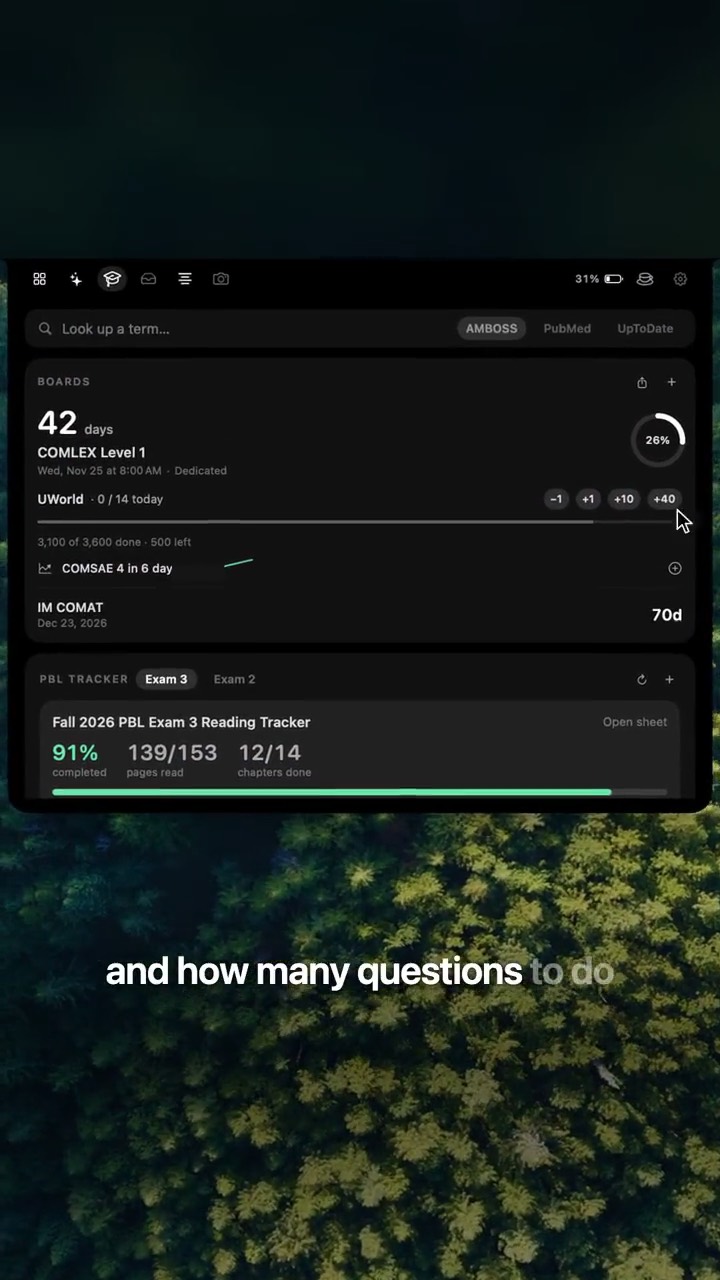 31%
Look up a term... AMBOSS PubMed UpToDate
BOARDS
42 days
26%
COMLEX Level 1
Wed, Nov 25 at 8:00 AM · Dedicated
UWorld · 0 / 14 today −1 +1 +10 +40
3,100 of 3,600 done · 500 left
COMSAE 4 in 6 day
IM COMAT
Dec 23, 2026
70d
PBL TRACKER Exam 3 Exam 2
Fall 2026 PBL Exam 3 Reading Tracker Open sheet
91% 139/153 12/14
completed pages read chapters done
and how many questions to do